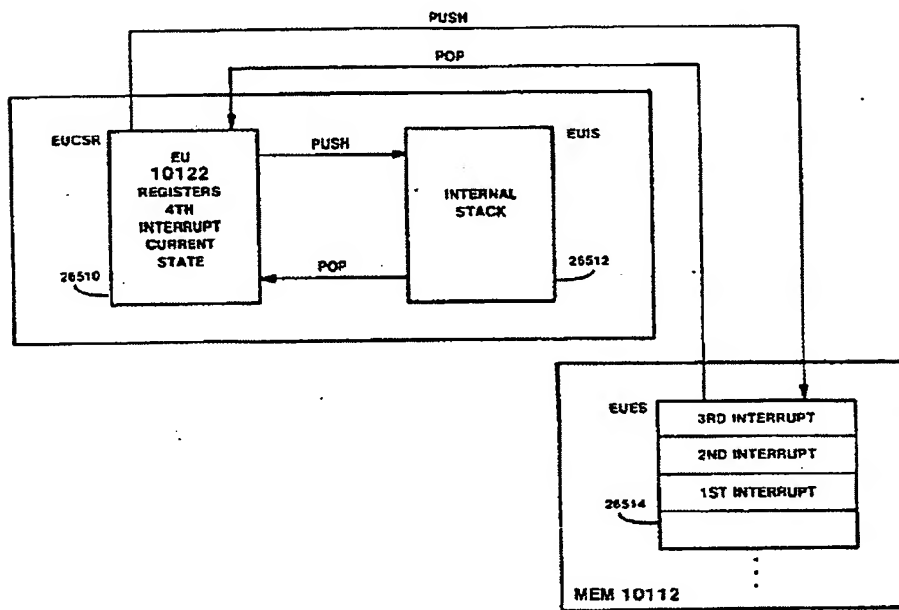 PUSH
POP
EUCSR
EU
10122
REGISTERS
4TH
INTERRUPT
CURRENT
STATE
26510
PUSH
POP
EUIS
INTERNAL
STACK
26512
EUES
3RD INTERRUPT
2ND INTERRUPT
1ST INTERRUPT
26514
MEM 10112